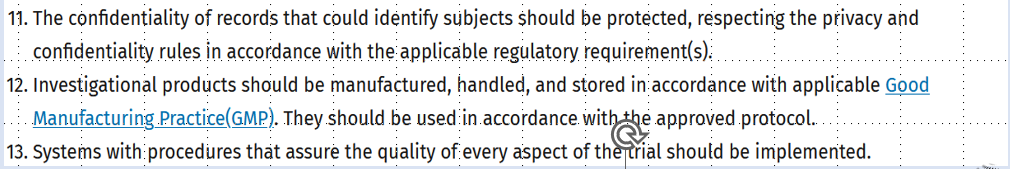 11. The confidentiality of records that could identify subjects should be protected, respecting the privacy and
confidentiality rules in accordance with the applicable regulatory requirement(s).
12. Investigational products should be manufactured, handled, and stored in accordance with applicable Good
Manufacturing Practice(GMP). They should be used in accordance with the approved protocol.
13. Systems with procedures that assure the quality of every aspect of the trial should be implemented.